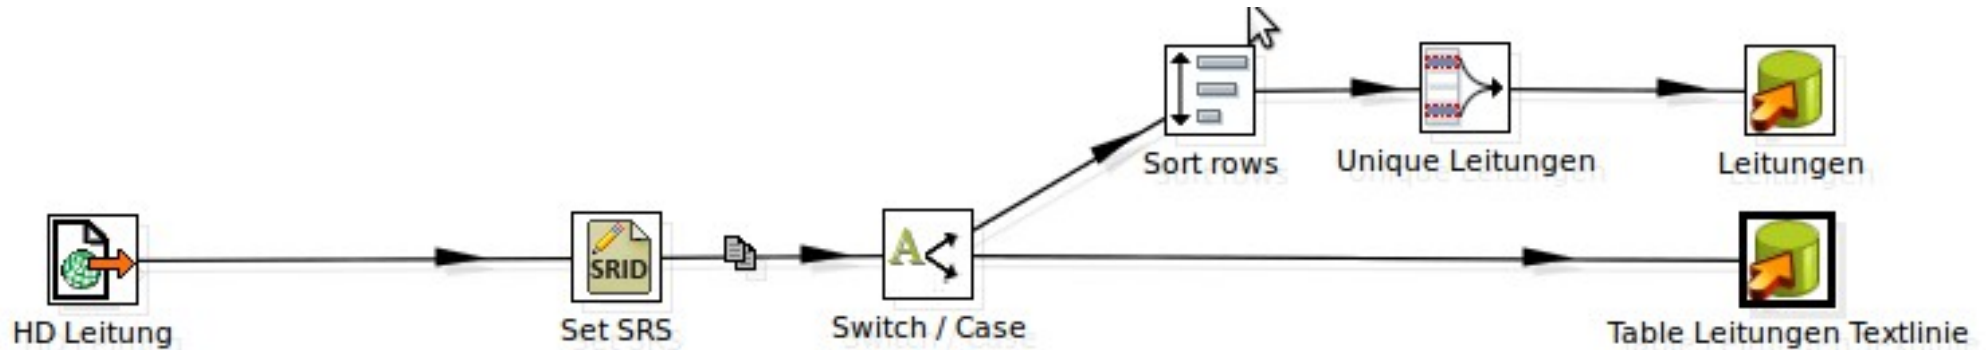 Sort rows
Unique Leitungen
Leitungen
SRID
A
HD Leitung
Set SRS
Switch / Case
Table Leitungen Textlinie